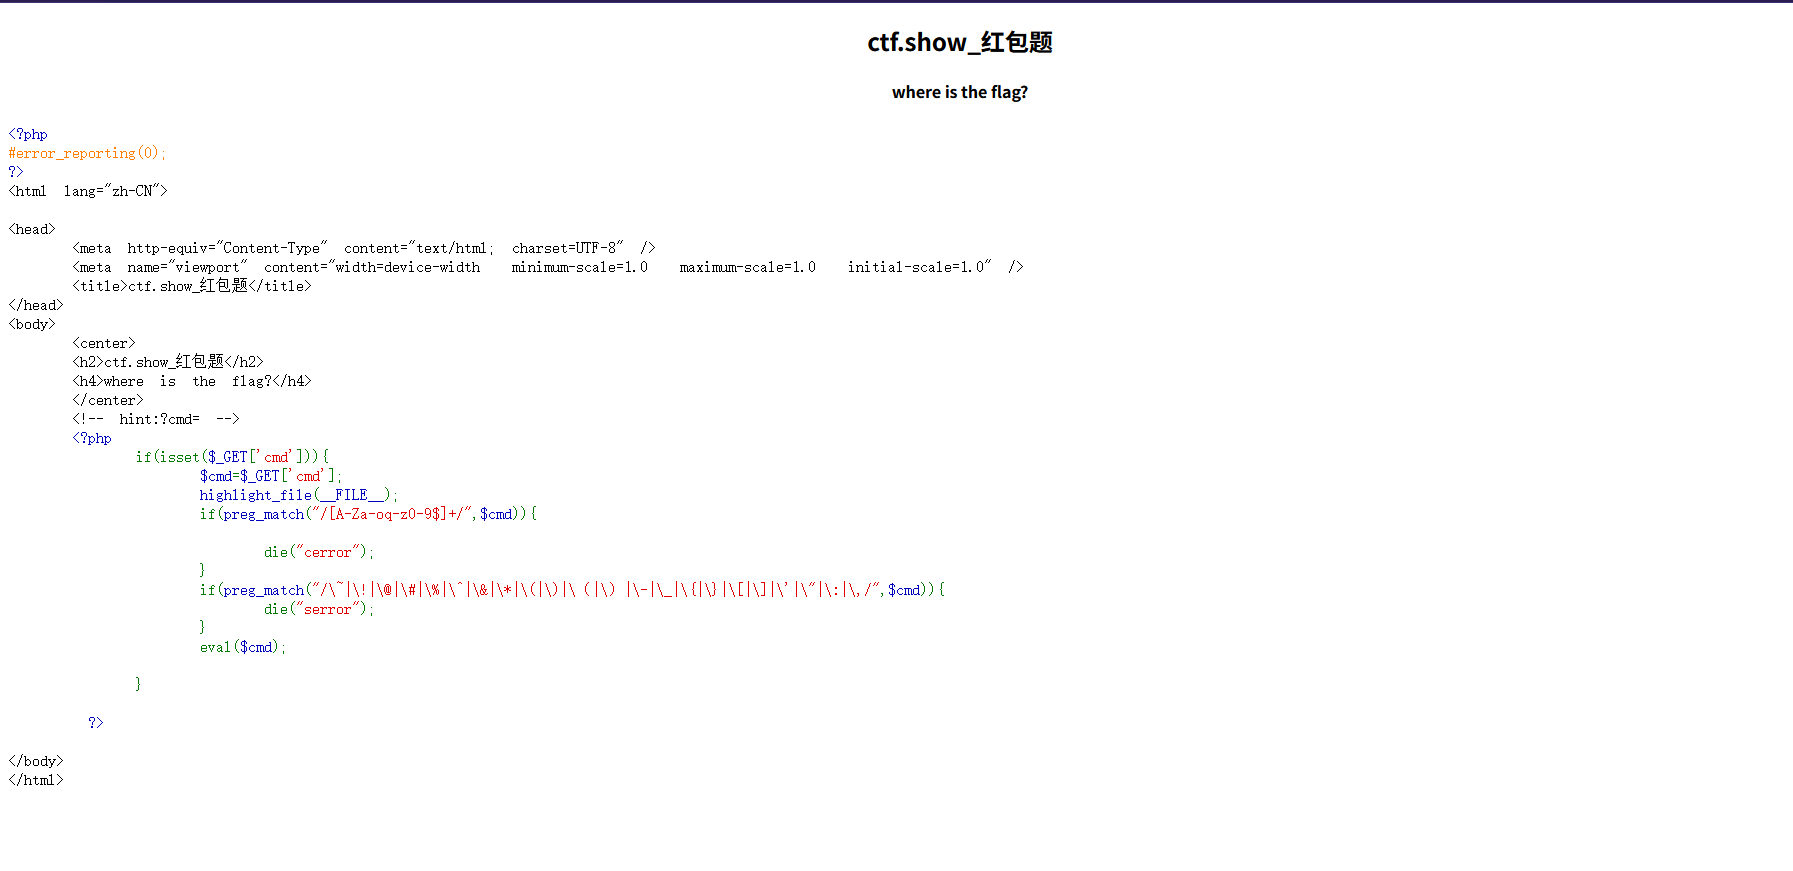 ctf.show_红包题
where is the flag?
<?php
#error_reporting(0);
?>
<html lang="zh-CN">
<head>
<meta http-equiv="Content-Type" content="text/html; charset=UTF-8" />
<meta name="viewport" content="width=device-width minimum-scale=1.0 maximum-scale=1.0 initial-scale=1.0" />
<title>ctf.show_红包题</title>
</head>
<body>
<center>
<h2>ctf.show_红包题</h2>
<h4>where is the flag?</h4>
</center>
<!-- hint:?cmd= -->
<?php
if(isset($_GET['cmd'])){
$cmd=$_GET['cmd'];
highlight_file(__FILE__);
if(preg_match("/[A-Za-oq-z0-9$]+/",$cmd)){
die("cerror");
}
if(preg_match("/\~|\!|\@|\#|\%|\^|\&|\*|\(|\)|\（|\）|\-|\_|\{|\}|\[|\]|\'|\"|\:|\,/",$cmd)){
die("serror");
}
eval($cmd);
}
?>
</body>
</html>